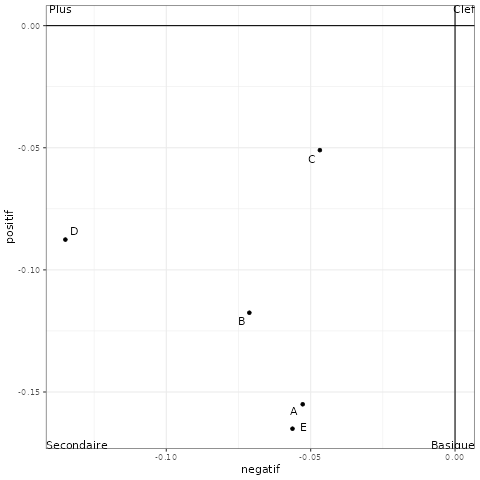 Plus Clef
0.00
-0.05
C
D
-0.10
B
-0.15
A
E
Secondaire Basique
-0.10 -0.05 0.00
negatif
positif